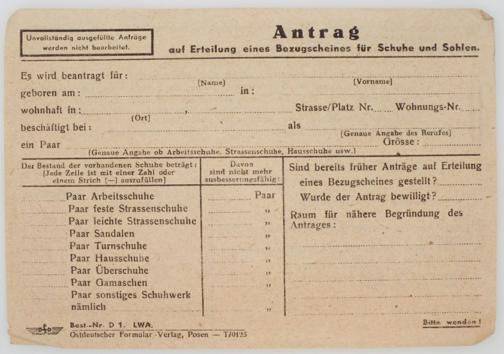 Unvollständig ausgefüllte Anträge
werden nicht bearbeitet.
Antrag
auf Erteilung eines Bezugscheines für Schuhe und Sohlen.
Es wird beantragt für :
(Name) (Vorname)
geboren am : in :
wohnhaft in : , Strasse/Platz Nr. Wohnungs-Nr.
(Ort)
beschäftigt bei : als
(Genaue Angabe des Berufes)
ein Paar Grösse :
(Genaue Angabe ob Arbeitsschuhe, Strassenschuhe, Hausschuhe usw.)
Der Bestand der vorhandenen Schuhe beträgt:
(Jede Zeile ist mit einer Zahl oder
einem Strich (—) auszufüllen)
Davon
sind nicht mehr
ausbesserungsfähig:
Paar Arbeitsschuhe Paar
Paar feste Strassenschuhe „
Paar leichte Strassenschuhe „
Paar Sandalen „
Paar Turnschuhe „
Paar Hausschuhe „
Paar Überschuhe „
Paar Gamaschen „
Paar sonstiges Schuhwerk
nämlich „
Sind bereits früher Anträge auf Erteilung
eines Bezugscheines gestellt ?
Wurde der Antrag bewilligt ?
Raum für nähere Begründung des
Antrages :
Best.-Nr. D 1. LWA.
Ostdeutscher Formular-Verlag, Posen — T/0125
Bitte wenden !